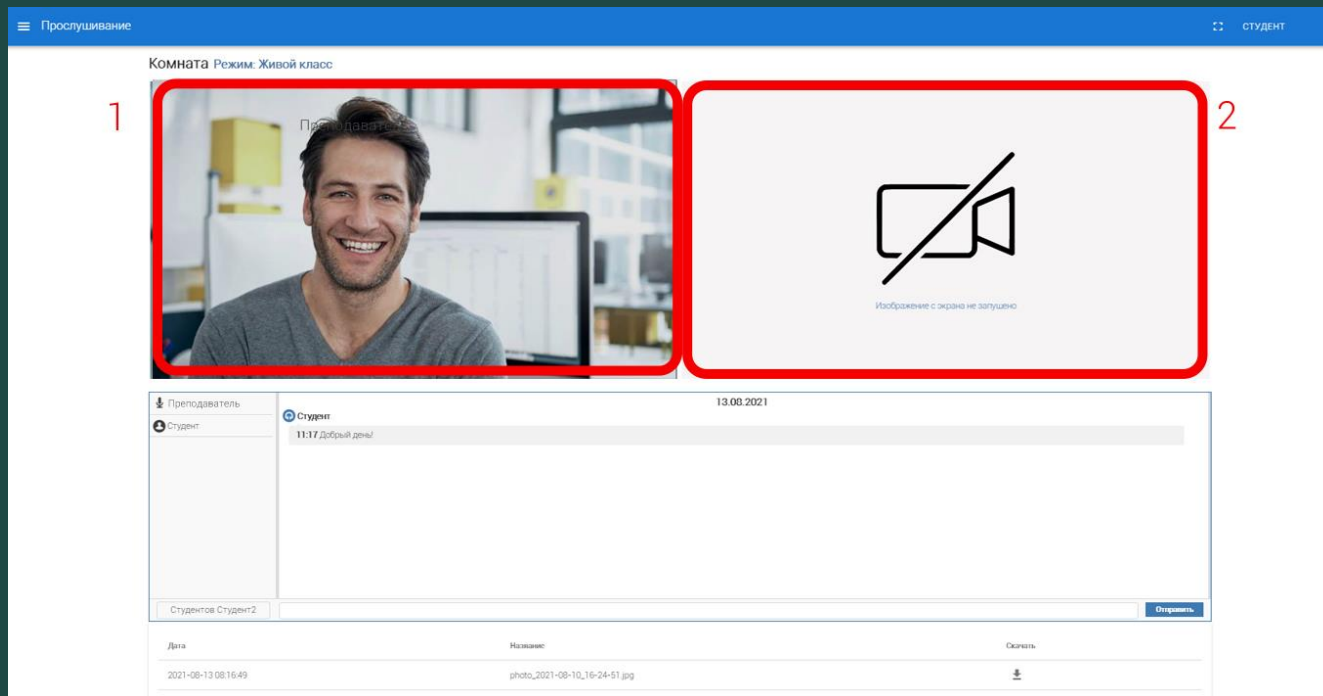 Прослушивание
СТУДЕНТ
Комната Режим: Живой класс
1
2
Преподаватель
Изображение с экрана не запущено
Преподаватель
Студент
13.08.2021
Студент
11:17 Добрый день!
Студентов Студент2
Отправить
Дата Название Скачать
2021-08-13 08:16:49 photo_2021-08-10_16-24-51.jpg